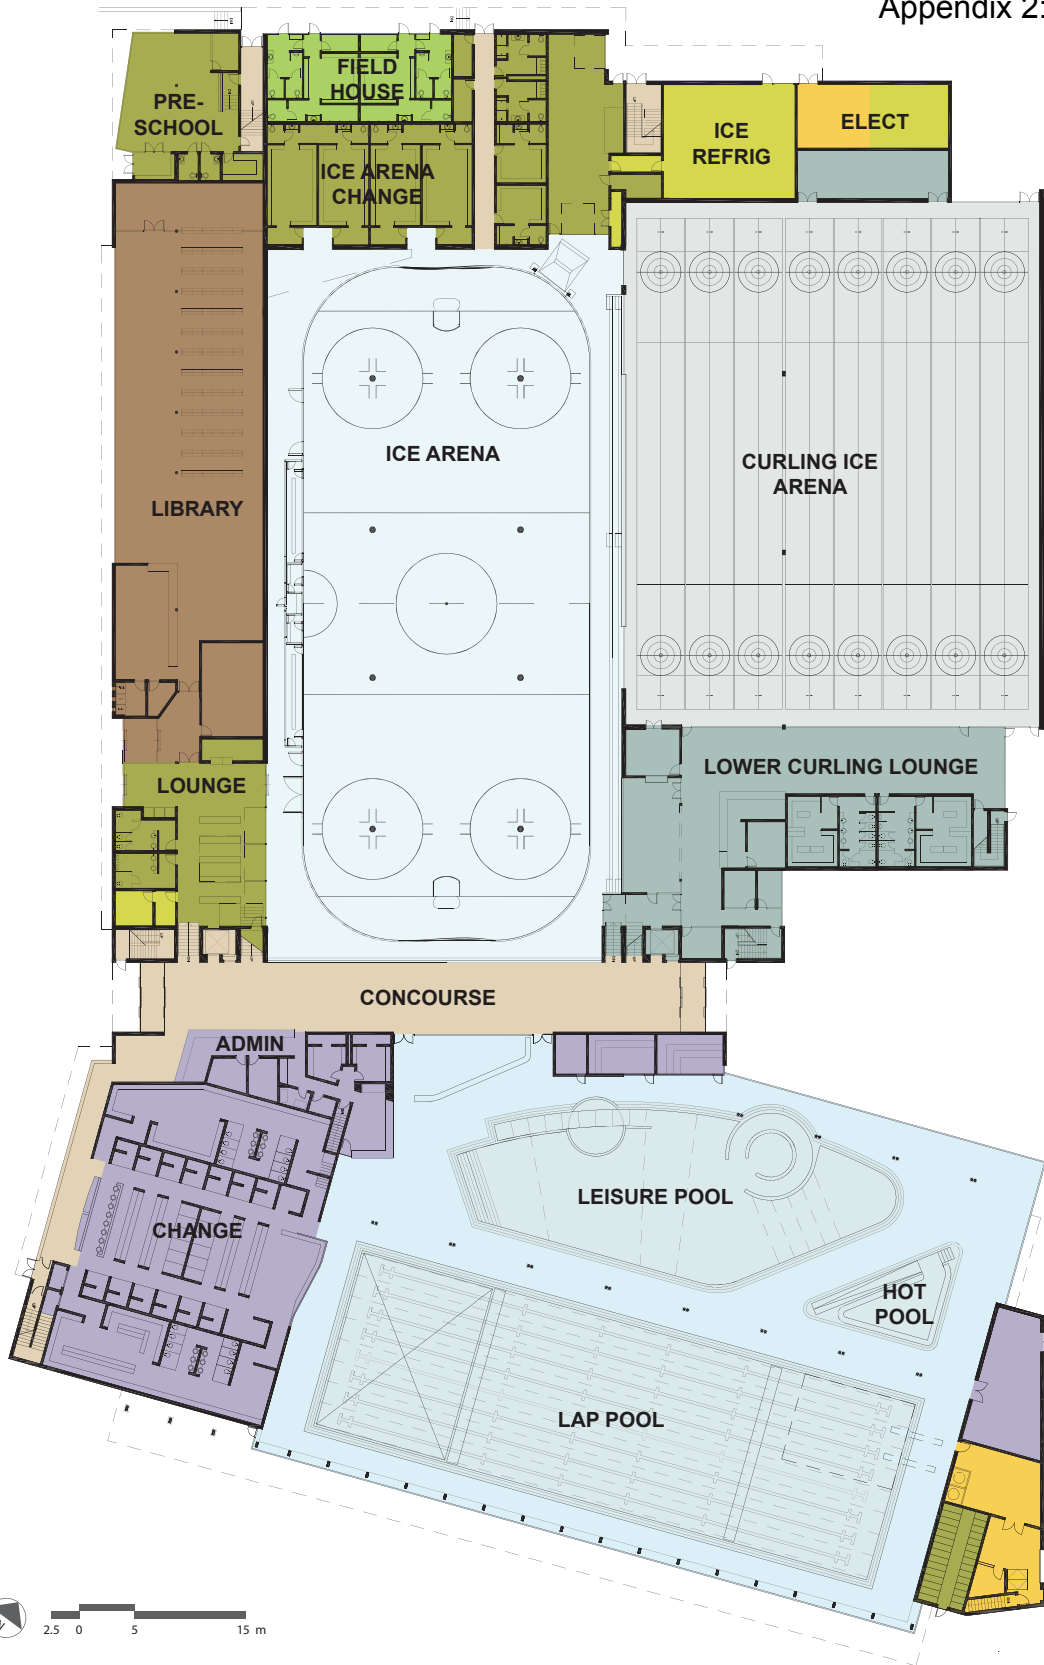 Appendix 2:
FIELD
HOUSE
PRE-
SCHOOL
ICE
REFRIG
ELECT
ICE ARENA
CHANGE
ICE ARENA
CURLING ICE
ARENA
LIBRARY
LOUNGE
LOWER CURLING LOUNGE
CONCOURSE
ADMIN
LEISURE POOL
CHANGE
HOT
POOL
LAP POOL
2.5 0 5 15 m